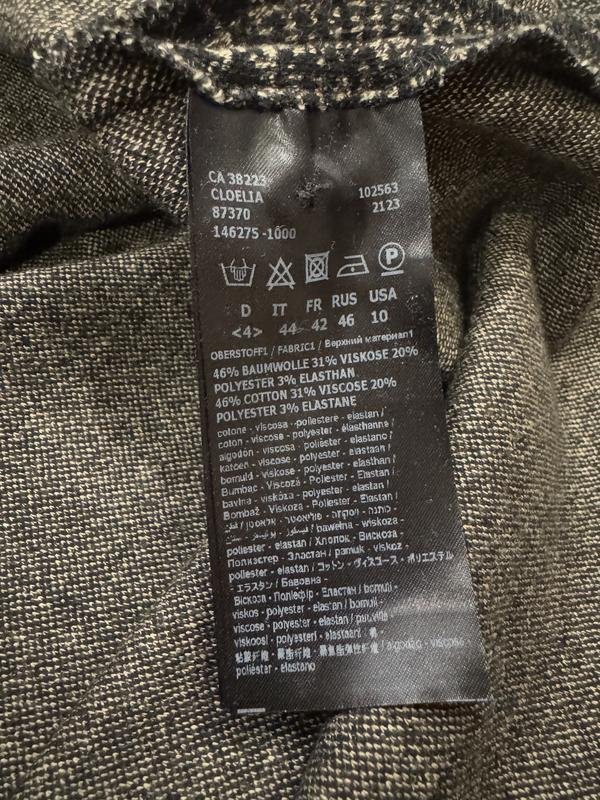 CA 38223
CLOELIA 102563
87370 2123
146275-1000
P
D IT FR RUS USA
<4> 44 42 46 10
OBERSTOFF1 / FABRIC1 / Верхний материал1
46% BAUMWOLLE 31% VISKOSE 20%
POLYESTER 3% ELASTHAN
46% COTTON 31% VISCOSE 20%
POLYESTER 3% ELASTANE
cotone - viscosa - poliestere - elastan /
coton - viscose - polyester - élasthanne /
algodón - viscosa - poliéster - elastano /
katoen - viscose - polyester - elastaan /
bomuld - viskose - polyester - elasthan /
Bumbac - Viscoză - Poliester - Elastan /
bavlna - viskóza - polyester - elastan /
Bombaž - Viskoza - Poliester - Elastan /
bawełna - wiskoza -
poliester - elastan / Хлопок - Вискоза -
Полиэстер - Эластан / pamuk - viskoz -
polyester - elastan / コットン・ヴィスコース・ポリエステル
・エラスタン / Бавовна -
Віскоза - Поліефір - Еластан / bomull -
viskos - polyester - elastan / bomull -
viscose - polyester - elastan / puuvilla -
viskoosi - polyesteri - elastaani / 棉 -
algodão - viscose -
poliéster - elastano